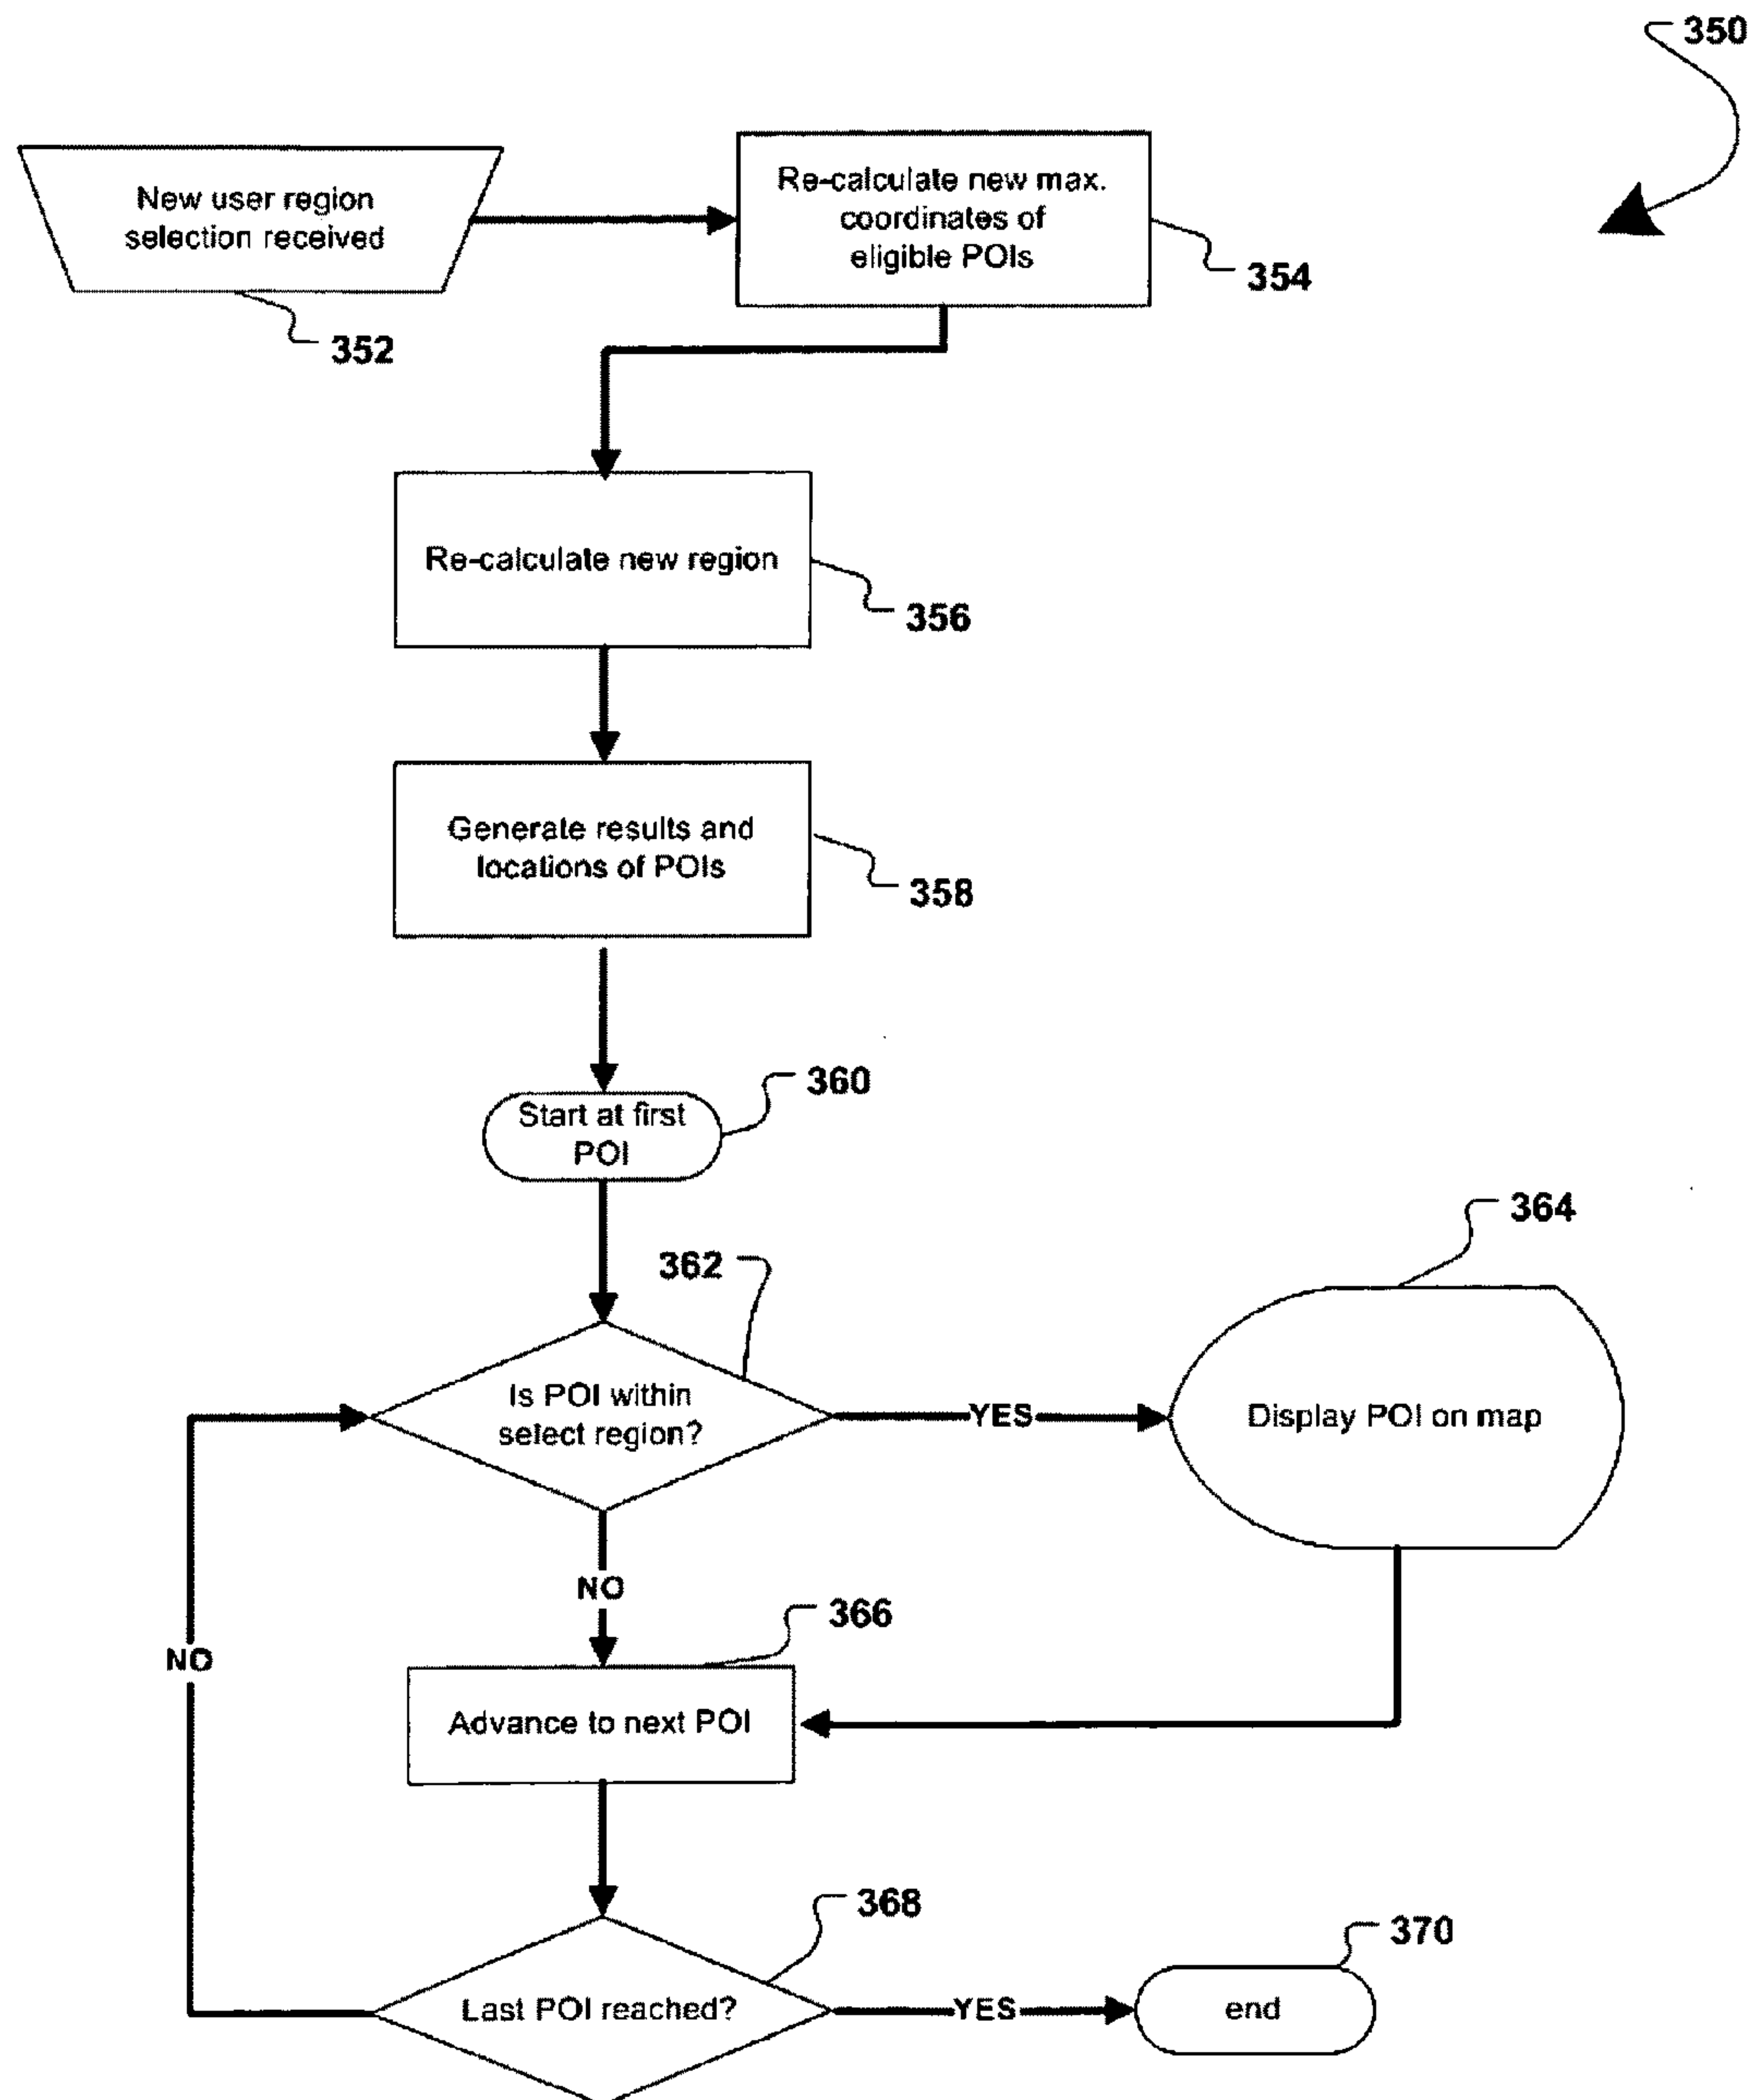 350
New user region
selection received
352
Re-calculate new max.
coordinates of
eligible POIs
354
Re-calculate new region
356
Generate results and
locations of POIs
358
Start at first
POI
360
362
Is POI within
select region?
YES
364
Display POI on map
NO
366
Advance to next POI
NO
368
Last POI reached?
YES
370
end